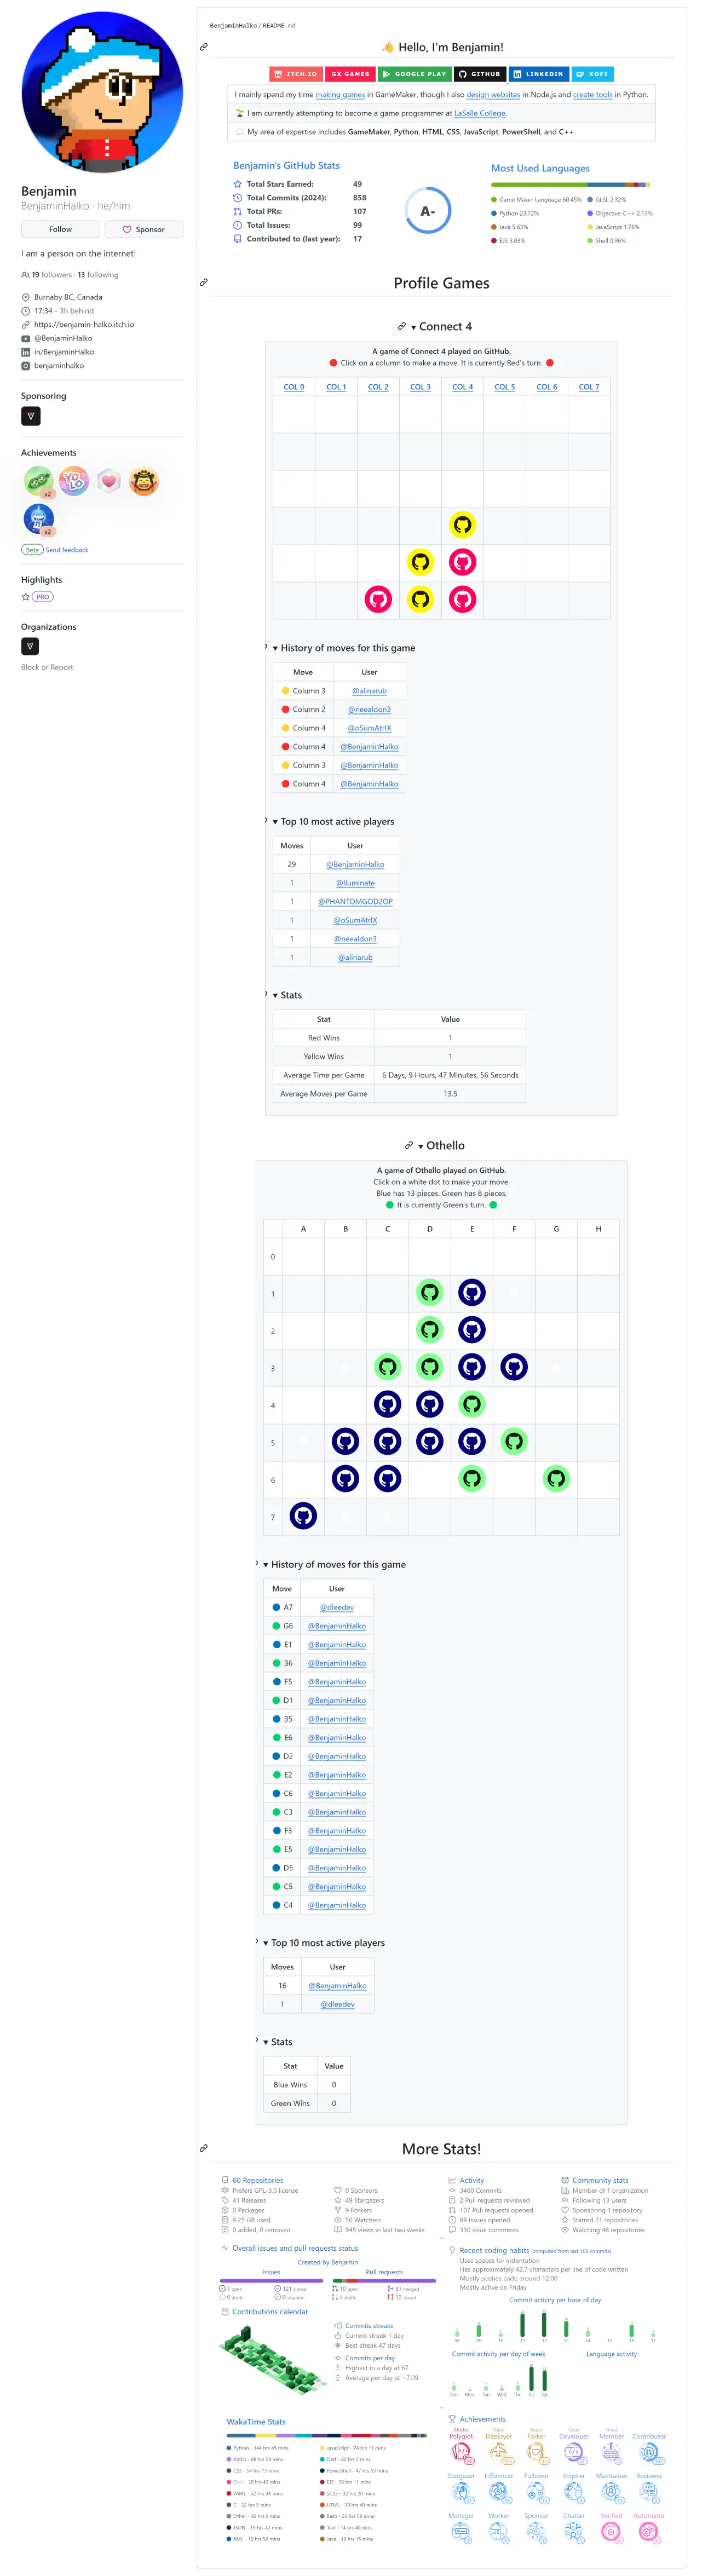 Benjamin
BenjaminHalko · he/him
Follow
Sponsor
I am a person on the internet!
19 followers · 13 following
Burnaby BC, Canada
17:34 - 3h behind
https://benjamin-halko.itch.io
@BenjaminHalko
in/BenjaminHalko
benjaminhalko
Sponsoring
Achievements
x2
YOLO
x2
Beta Send feedback
Highlights
PRO
Organizations
Block or Report
BenjaminHalko / README.md
👋 Hello, I'm Benjamin!
ITCH.IO GX GAMES GOOGLE PLAY GITHUB LINKEDIN KOFI
I mainly spend my time making games in GameMaker, though I also design websites in Node.js and create tools in Python.
🌱 I am currently attempting to become a game programmer at LaSalle College.
💬 My area of expertise includes GameMaker, Python, HTML, CSS, JavaScript, PowerShell, and C++.
Benjamin's GitHub Stats
Total Stars Earned: 49
Total Commits (2024): 858
Total PRs: 107
Total Issues: 99
Contributed to (last year): 17
A-
Most Used Languages
Game Maker Language 60.45%
Python 23.72%
Java 5.63%
EJS 3.03%
GLSL 2.32%
Objective-C++ 2.13%
JavaScript 1.76%
Shell 0.96%
Profile Games
Connect 4
A game of Connect 4 played on GitHub.
🔴 Click on a column to make a move. It is currently Red's turn. 🔴
COL 0 COL 1 COL 2 COL 3 COL 4 COL 5 COL 6 COL 7
History of moves for this game
Move User
Column 3 @alinarub
Column 2 @neealdon3
Column 4 @oSumAtrIX
Column 4 @BenjaminHalko
Column 3 @BenjaminHalko
Column 4 @BenjaminHalko
Top 10 most active players
Moves User
29 @BenjaminHalko
1 @lluminate
1 @PHANTOMGOD2OP
1 @oSumAtrIX
1 @neealdon3
1 @alinarub
Stats
Stat Value
Red Wins 1
Yellow Wins 1
Average Time per Game 6 Days, 9 Hours, 47 Minutes, 56 Seconds
Average Moves per Game 13.5
Othello
A game of Othello played on GitHub.
Click on a white dot to make your move.
Blue has 13 pieces. Green has 8 pieces.
It is currently Green's turn.
A B C D E F G H
0
1
2
3
4
5
6
7
History of moves for this game
Move User
A7 @dleedev
G6 @BenjaminHalko
E1 @BenjaminHalko
B6 @BenjaminHalko
F5 @BenjaminHalko
D1 @BenjaminHalko
B5 @BenjaminHalko
E6 @BenjaminHalko
D2 @BenjaminHalko
E2 @BenjaminHalko
C6 @BenjaminHalko
C3 @BenjaminHalko
F3 @BenjaminHalko
E5 @BenjaminHalko
D5 @BenjaminHalko
C5 @BenjaminHalko
C4 @BenjaminHalko
Top 10 most active players
Moves User
16 @BenjaminHalko
1 @dleedev
Stats
Stat Value
Blue Wins 0
Green Wins 0
More Stats!
60 Repositories
Prefers GPL-3.0 license
41 Releases
0 Packages
9.25 GB used
0 added, 0 removed
0 Sponsors
49 Stargazers
9 Forkers
50 Watchers
945 views in last two weeks
Activity
3460 Commits
2 Pull requests reviewed
107 Pull requests opened
99 Issues opened
330 issue comments
Community stats
Member of 1 organization
Following 13 users
Sponsoring 1 repository
Starred 21 repositories
Watching 48 repositories
Overall issues and pull requests status
Created by Benjamin
Issues
1 open 121 closed
0 drafts 0 skipped
Pull requests
10 open 81 merged
4 drafts 12 closed
Recent coding habits (computed from last 106 commits)
Uses spaces for indentation
Has approximately 42.7 characters per line of code written
Mostly pushes code around 12:00
Mostly active on Friday
Commit activity per hour of day
08 09 10 11 12 13 14 15 16 17
Commit activity per day of week
Sun Mon Tue Wed Thu Fri Sat
Language activity
Contributions calendar
Commits streaks
Current streak 1 day
Best streak 47 days
Commits per day
Highest in a day at 67
Average per day at ~7.09
WakaTime Stats
Python - 144 hrs 45 mins
Kotlin - 68 hrs 54 mins
CSS - 54 hrs 13 mins
C++ - 38 hrs 42 mins
YAML - 32 hrs 34 mins
C - 32 hrs 5 mins
Other - 26 hrs 6 mins
JSON - 19 hrs 42 mins
XML - 10 hrs 52 mins
JavaScript - 74 hrs 11 mins
Dart - 60 hrs 2 mins
PowerShell - 47 hrs 53 mins
EJS - 38 hrs 11 mins
SCSS - 32 hrs 20 mins
HTML - 30 hrs 40 mins
Bash - 22 hrs 58 mins
Text - 14 hrs 40 mins
Java - 10 hrs 15 mins
Achievements
Master Polyglot
Super Deployer
Super Forker
Great Developer
Great Member
Contributor
Stargazer
Influencer
Follower
Inspirer
Maintainer
Reviewer
Manager
Worker
Sponsor
Chatter
Verified
Automator